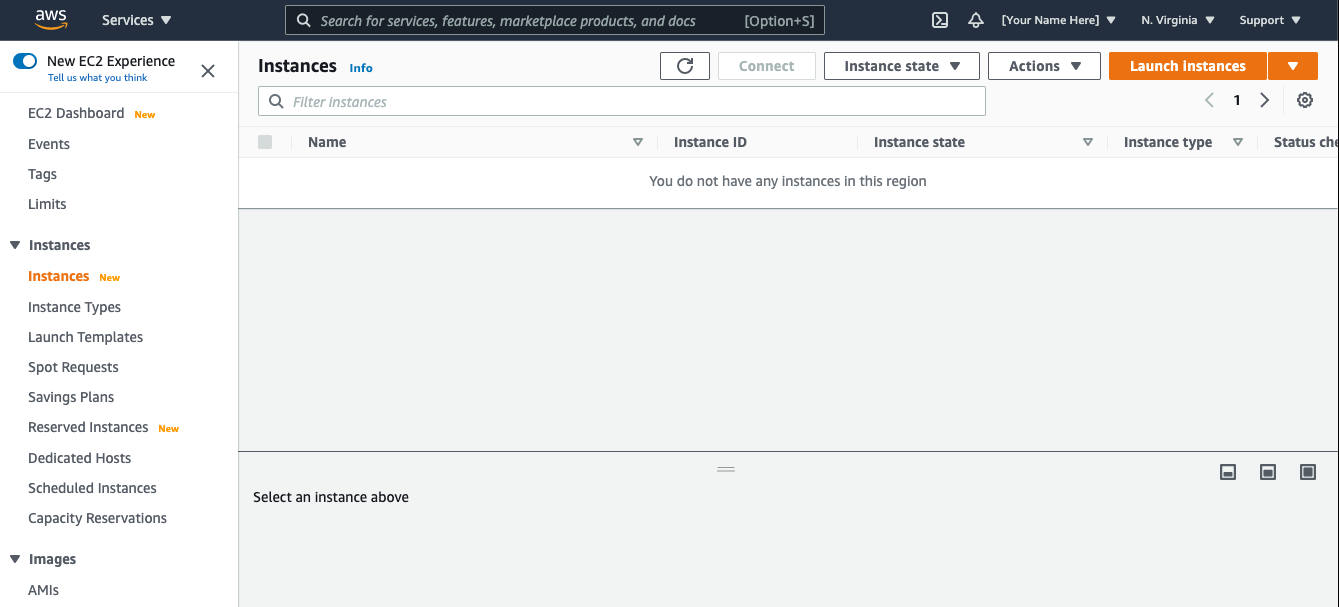 aws Services Search for services, features, marketplace products, and docs [Option+S] [Your Name Here] N. Virginia Support
New EC2 Experience
Tell us what you think
EC2 Dashboard New
Events
Tags
Limits
Instances
Instances New
Instance Types
Launch Templates
Spot Requests
Savings Plans
Reserved Instances New
Dedicated Hosts
Scheduled Instances
Capacity Reservations
Images
AMIs
Instances Info Connect Instance state Actions Launch instances
Filter instances 1
Name Instance ID Instance state Instance type Status che
You do not have any instances in this region
Select an instance above